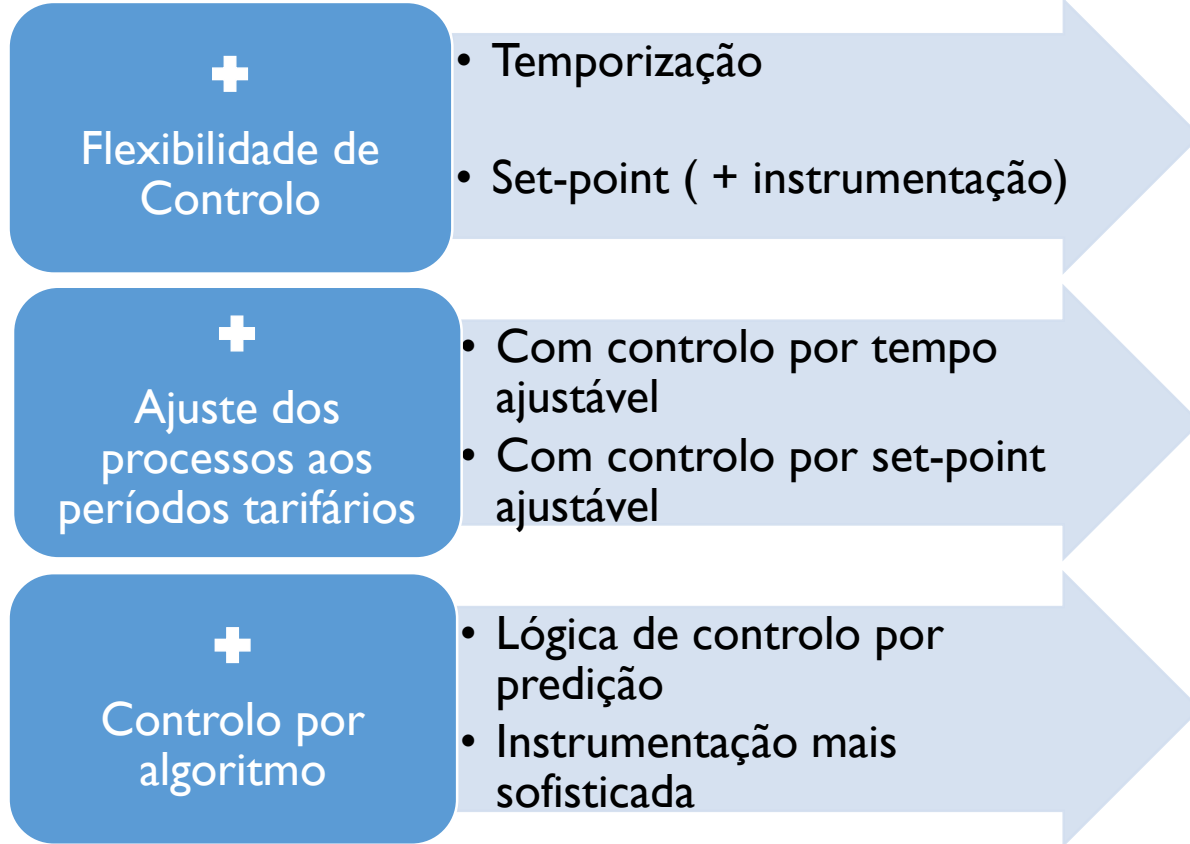 +
Flexibilidade de
Controlo
• Temporização
• Set-point ( + instrumentação)
+
Ajuste dos
processos aos
períodos tarifários
• Com controlo por tempo
ajustável
• Com controlo por set-point
ajustável
+
Controlo por
algoritmo
• Lógica de controlo por
predição
• Instrumentação mais
sofisticada